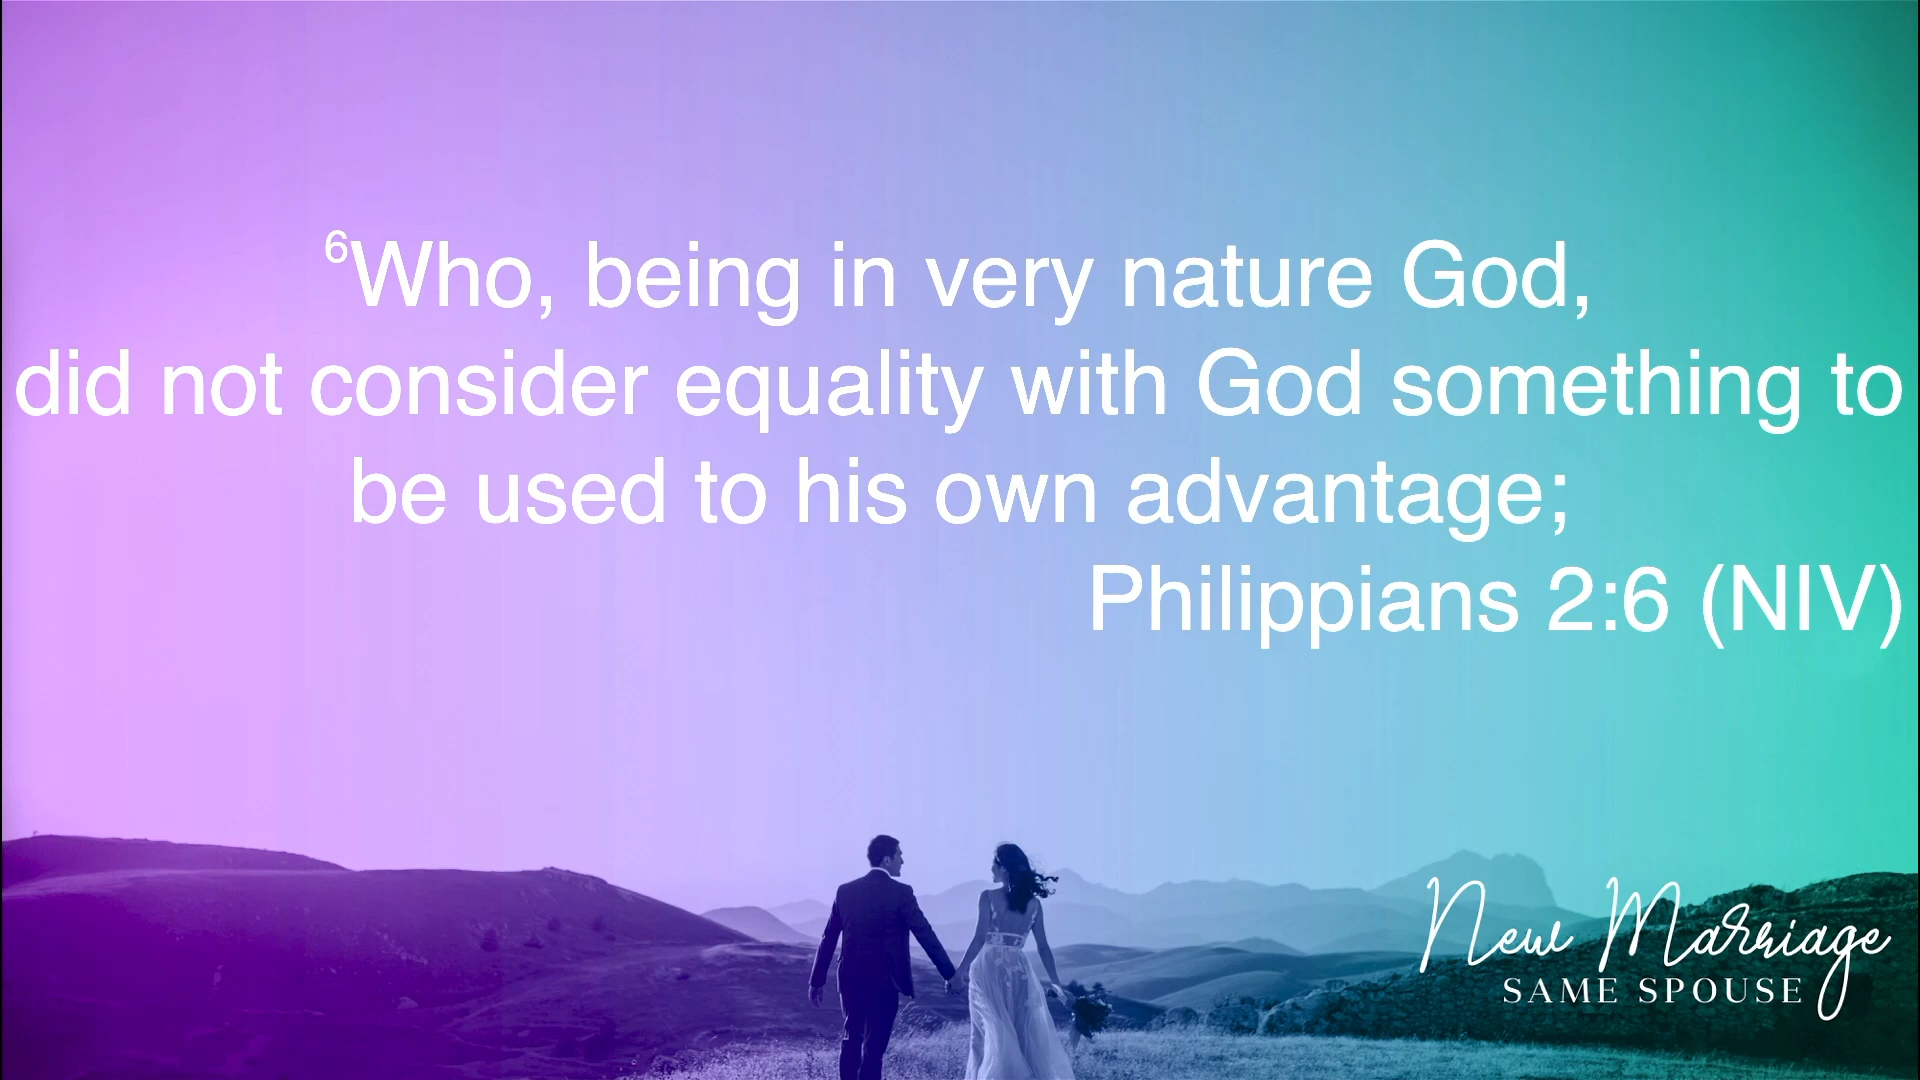 ⁶Who, being in very nature God,
did not consider equality with God something to
be used to his own advantage;
Philippians 2:6 (NIV)
New Marriage
SAME SPOUSE